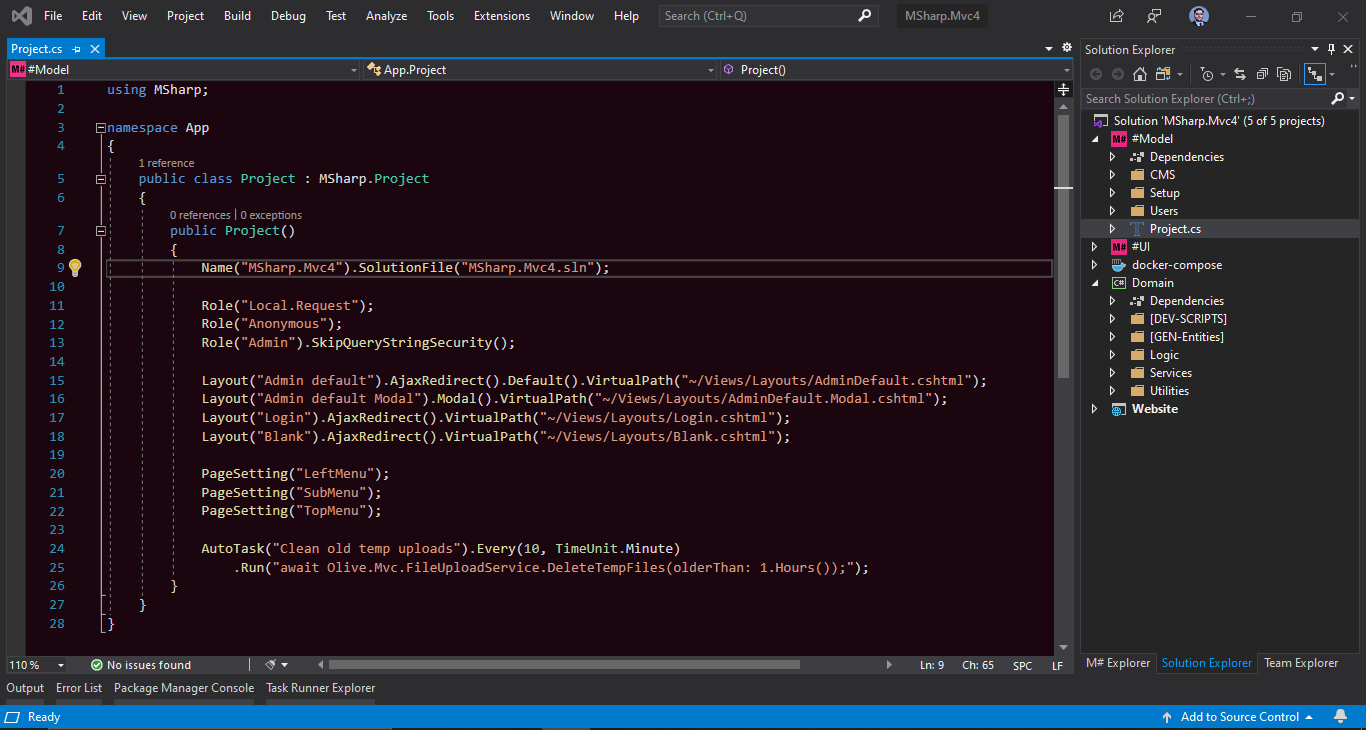 File Edit View Project Build Debug Test Analyze Tools Extensions Window Help Search (Ctrl+Q) MSharp.Mvc4
Project.cs
M# #Model App.Project Project()
1 using MSharp;
2
3 namespace App
4 {
1 reference
5 public class Project : MSharp.Project
6 {
0 references | 0 exceptions
7 public Project()
8 {
9 Name("MSharp.Mvc4").SolutionFile("MSharp.Mvc4.sln");
10
11 Role("Local.Request");
12 Role("Anonymous");
13 Role("Admin").SkipQueryStringSecurity();
14
15 Layout("Admin default").AjaxRedirect().Default().VirtualPath("~/Views/Layouts/AdminDefault.cshtml");
16 Layout("Admin default Modal").Modal().VirtualPath("~/Views/Layouts/AdminDefault.Modal.cshtml");
17 Layout("Login").AjaxRedirect().VirtualPath("~/Views/Layouts/Login.cshtml");
18 Layout("Blank").AjaxRedirect().VirtualPath("~/Views/Layouts/Blank.cshtml");
19
20 PageSetting("LeftMenu");
21 PageSetting("SubMenu");
22 PageSetting("TopMenu");
23
24 AutoTask("Clean old temp uploads").Every(10, TimeUnit.Minute)
25 .Run("await Olive.Mvc.FileUploadService.DeleteTempFiles(olderThan: 1.Hours());");
26 }
27 }
28 }
110 % No issues found Ln: 9 Ch: 65 SPC LF
Solution Explorer
Search Solution Explorer (Ctrl+;)
Solution 'MSharp.Mvc4' (5 of 5 projects)
M# #Model
Dependencies
CMS
Setup
Users
Project.cs
M# #UI
docker-compose
C# Domain
Dependencies
[DEV-SCRIPTS]
[GEN-Entities]
Logic
Services
Utilities
Website
M# Explorer Solution Explorer Team Explorer
Output Error List Package Manager Console Task Runner Explorer
Ready Add to Source Control